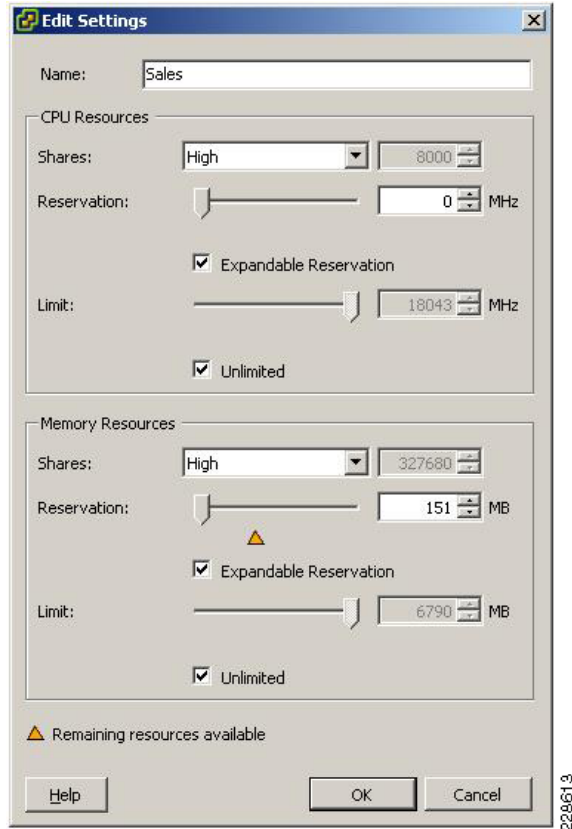 Edit Settings
Name: Sales
CPU Resources
Shares: High 8000
Reservation: 0 MHz
Expandable Reservation
Limit: 18043 MHz
Unlimited
Memory Resources
Shares: High 327680
Reservation: 151 MB
Expandable Reservation
Limit: 6790 MB
Unlimited
Remaining resources available
Help OK Cancel
228613